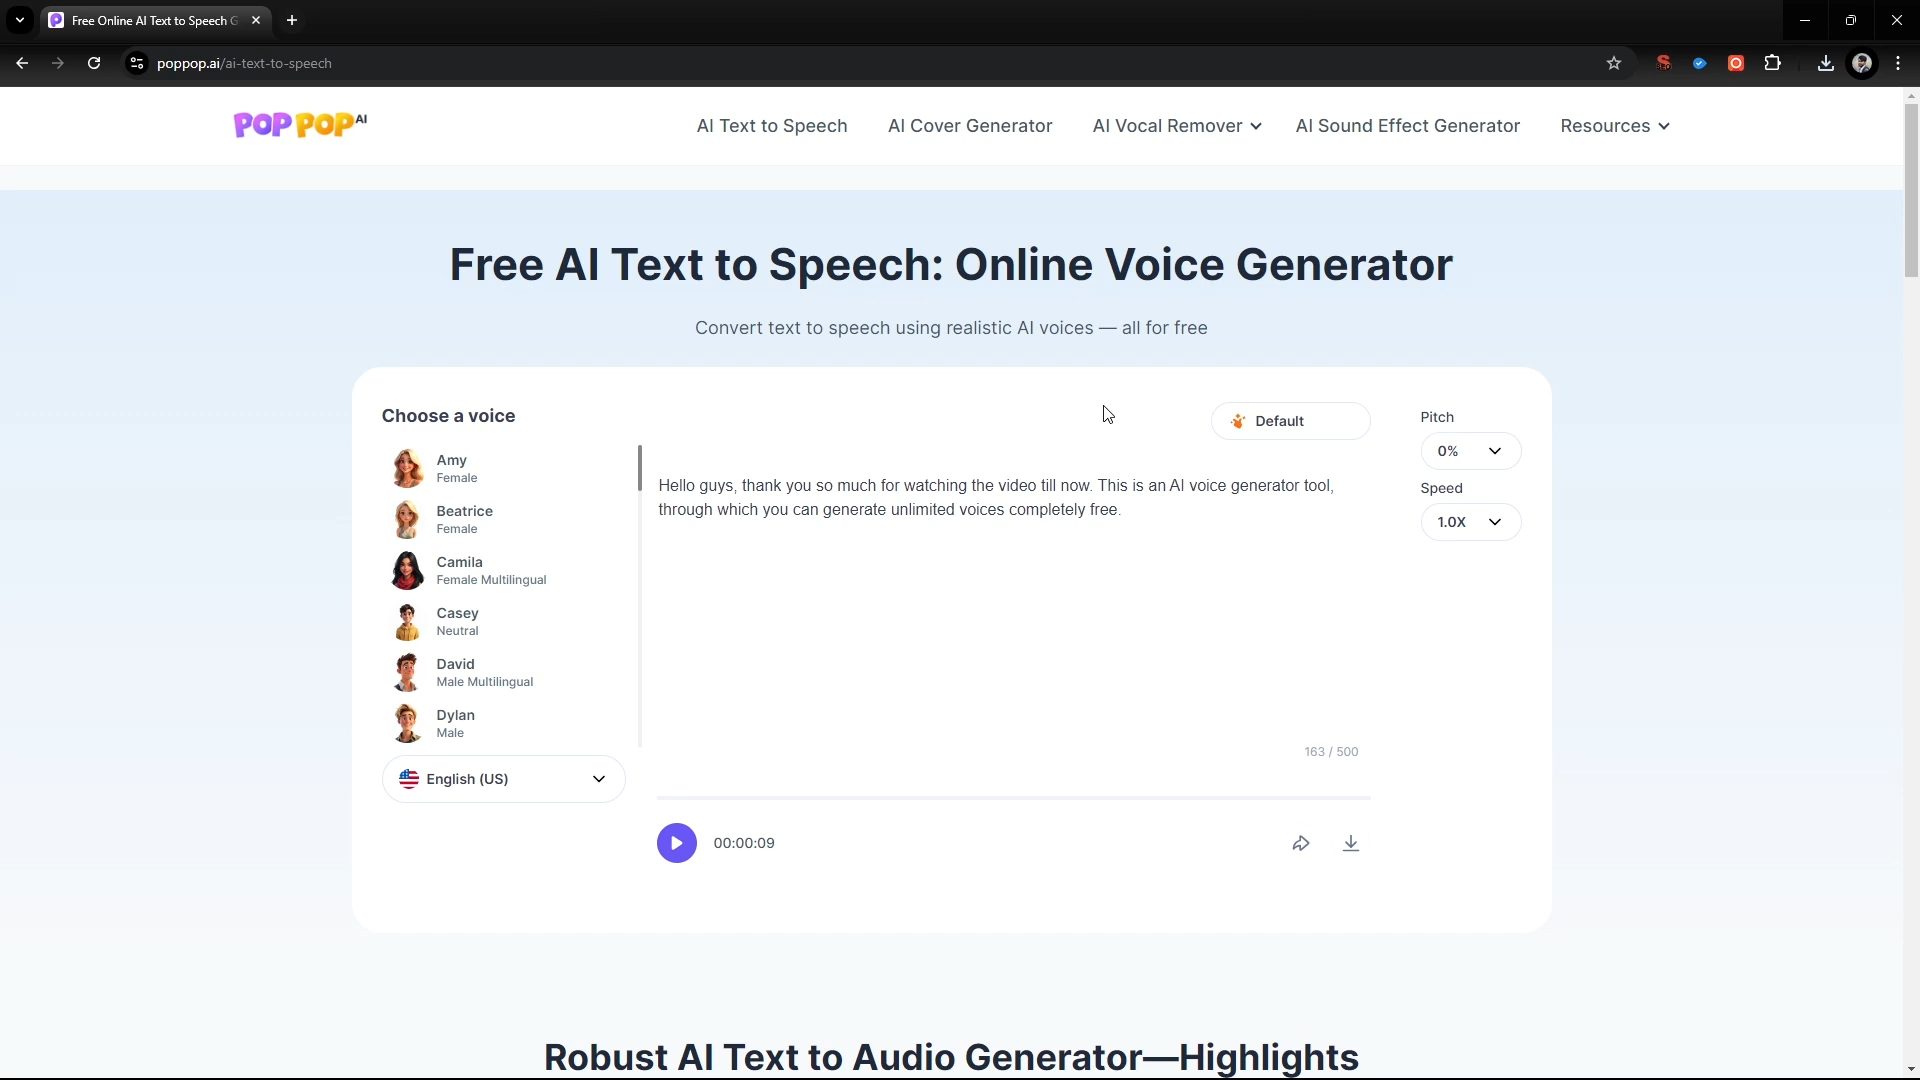 Free Online AI Text to Speech G
poppop.ai/ai-text-to-speech
POP POP AI
AI Text to Speech
AI Cover Generator
AI Vocal Remover
AI Sound Effect Generator
Resources
Free AI Text to Speech: Online Voice Generator
Convert text to speech using realistic AI voices — all for free
Choose a voice
Amy
Female
Beatrice
Female
Camila
Female Multilingual
Casey
Neutral
David
Male Multilingual
Dylan
Male
English (US)
Default
Hello guys, thank you so much for watching the video till now. This is an AI voice generator tool,
through which you can generate unlimited voices completely free.
163 / 500
00:00:09
Pitch
0%
Speed
1.0X
Robust AI Text to Audio Generator—Highlights